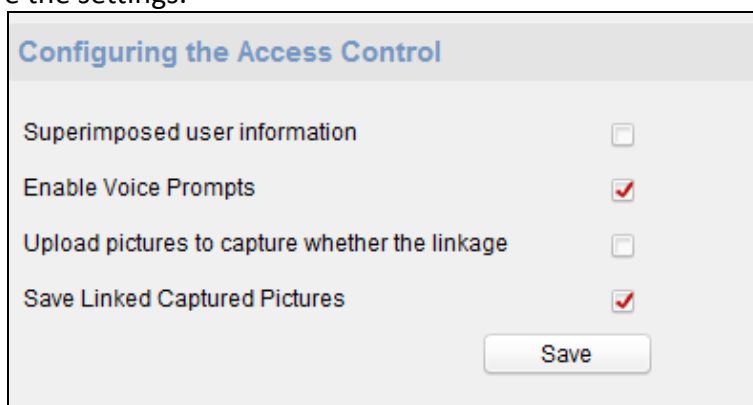 e the settings.
Configuring the Access Control
Superimposed user information
Enable Voice Prompts
Upload pictures to capture whether the linkage
Save Linked Captured Pictures
Save